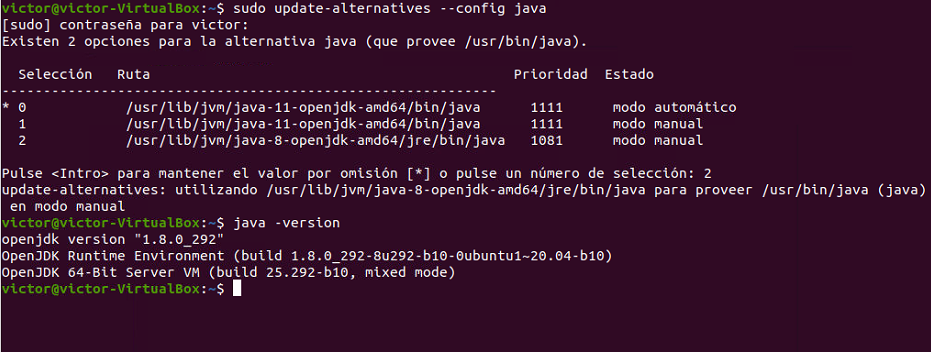 victor@victor-VirtualBox:~$ sudo update-alternatives --config java
[sudo] contraseña para victor:
Existen 2 opciones para la alternativa java (que provee /usr/bin/java).
Selección Ruta Prioridad Estado
------------------------------------------------------------
* 0 /usr/lib/jvm/java-11-openjdk-amd64/bin/java 1111 modo automático
1 /usr/lib/jvm/java-11-openjdk-amd64/bin/java 1111 modo manual
2 /usr/lib/jvm/java-8-openjdk-amd64/jre/bin/java 1081 modo manual
Pulse <Intro> para mantener el valor por omisión [*] o pulse un número de selección: 2
update-alternatives: utilizando /usr/lib/jvm/java-8-openjdk-amd64/jre/bin/java para proveer /usr/bin/java (java)
en modo manual
victor@victor-VirtualBox:~$ java -version
openjdk version "1.8.0_292"
OpenJDK Runtime Environment (build 1.8.0_292-8u292-b10-0ubuntu1~20.04-b10)
OpenJDK 64-Bit Server VM (build 25.292-b10, mixed mode)
victor@victor-VirtualBox:~$